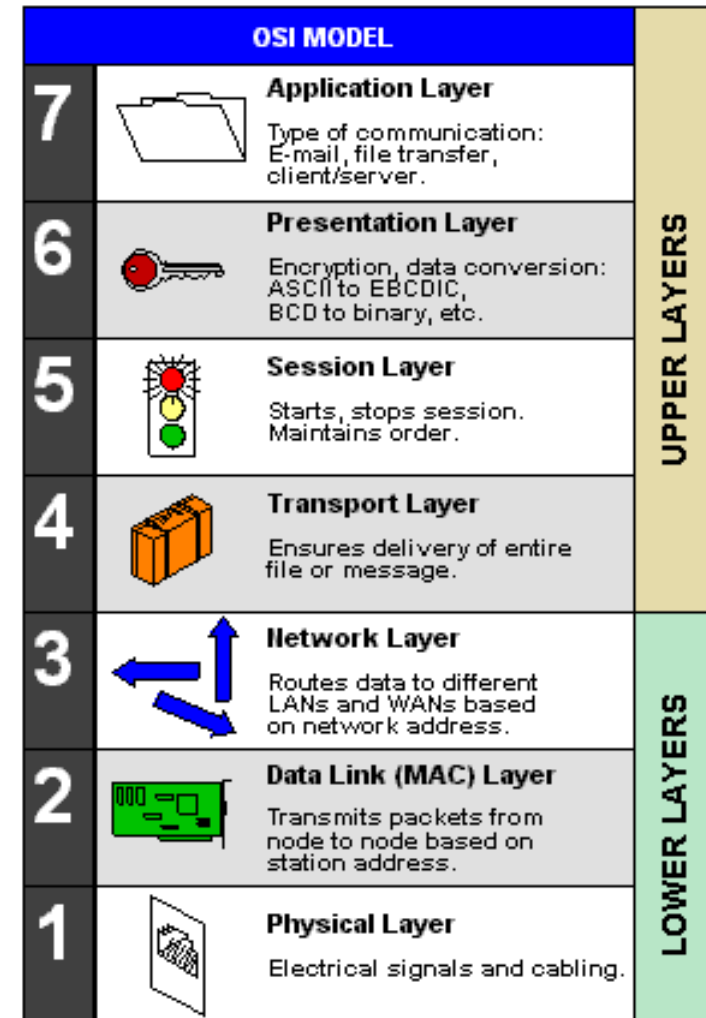 OSI MODEL
7
Application Layer
Type of communication:
E-mail, file transfer,
client/server.
6
Presentation Layer
Encryption, data conversion:
ASCII to EBCDIC,
BCD to binary, etc.
5
Session Layer
Starts, stops session.
Maintains order.
4
Transport Layer
Ensures delivery of entire
file or message.
UPPER LAYERS
3
Network Layer
Routes data to different
LANs and WANs based
on network address.
2
Data Link (MAC) Layer
Transmits packets from
node to node based on
station address.
1
Physical Layer
Electrical signals and cabling.
LOWER LAYERS